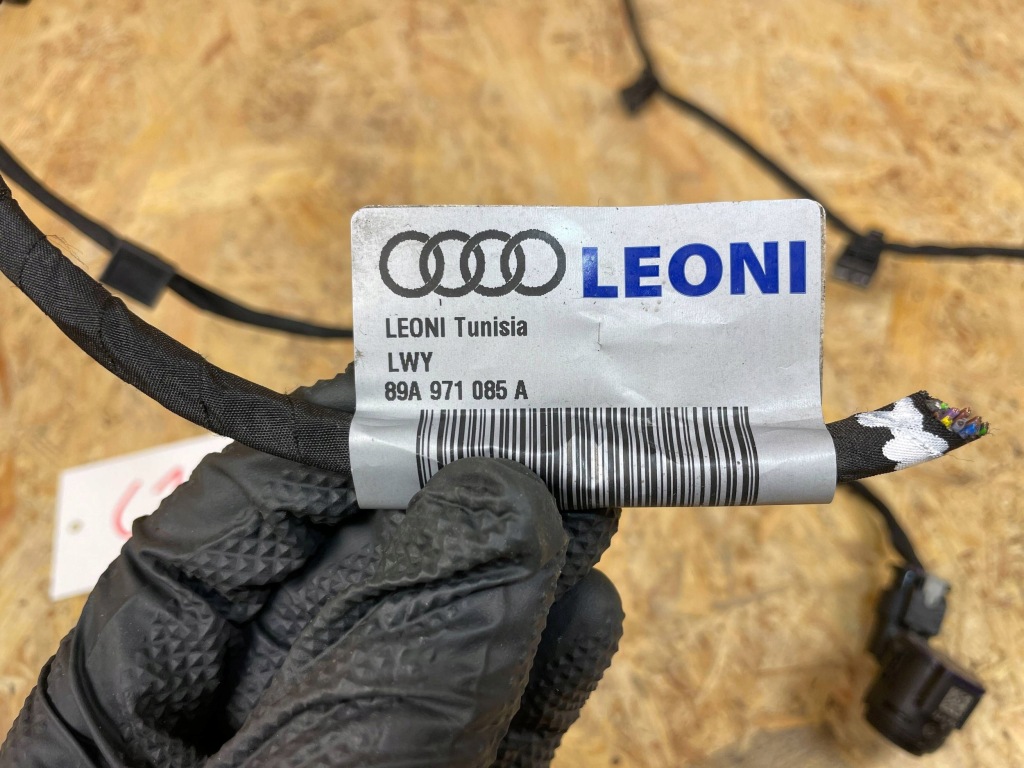 LEONI
LEONI Tunisia
LWY
89A 971 085 A